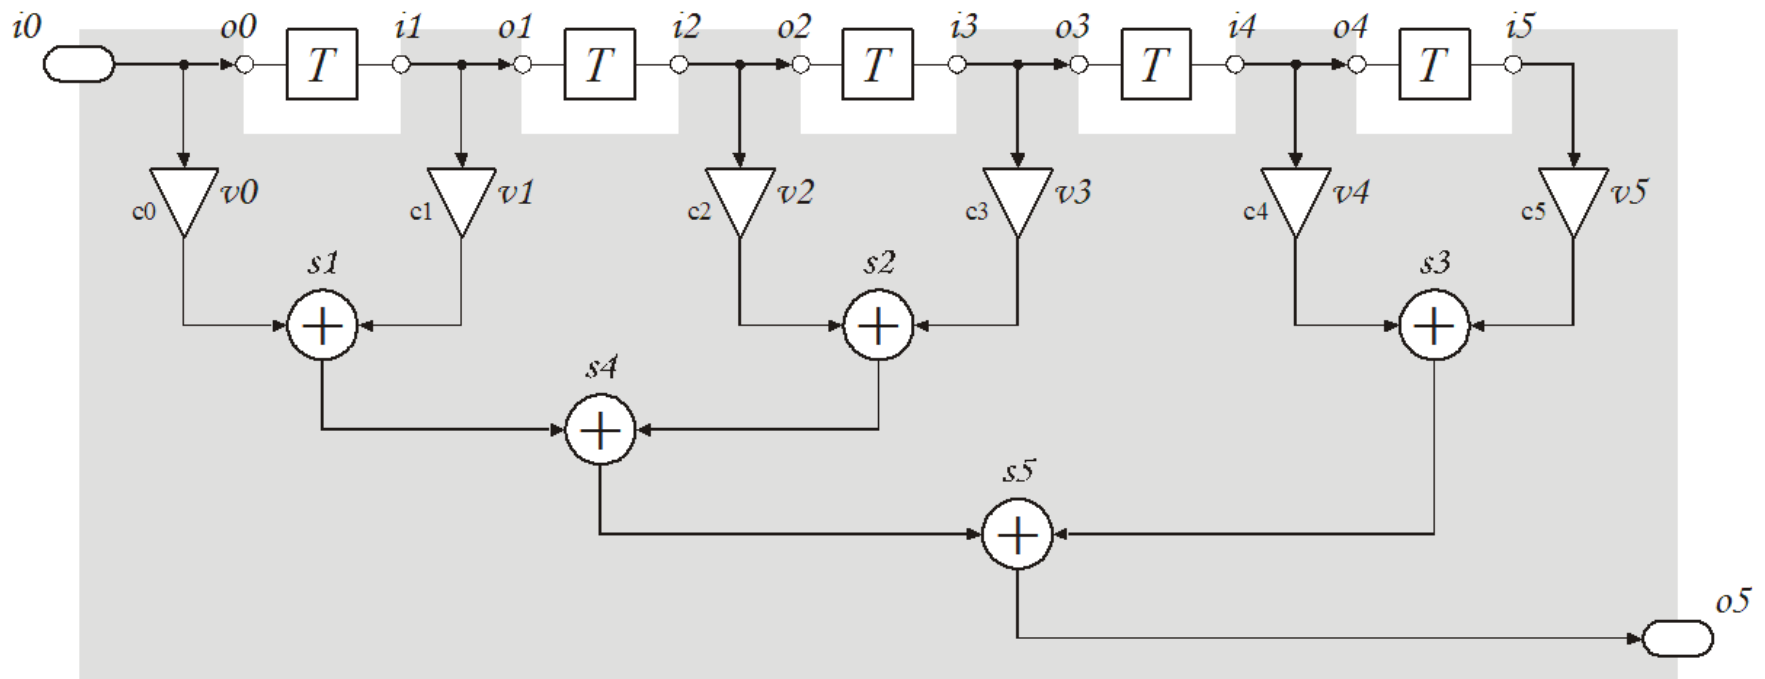 i0 o0 i1 o1 i2 o2 i3 o3 i4 o4 i5
T T T T T
c0 v0 c1 v1 c2 v2 c3 v3 c4 v4 c5 v5
s1 s2 s3
+ + +
s4
+
s5
+
o5